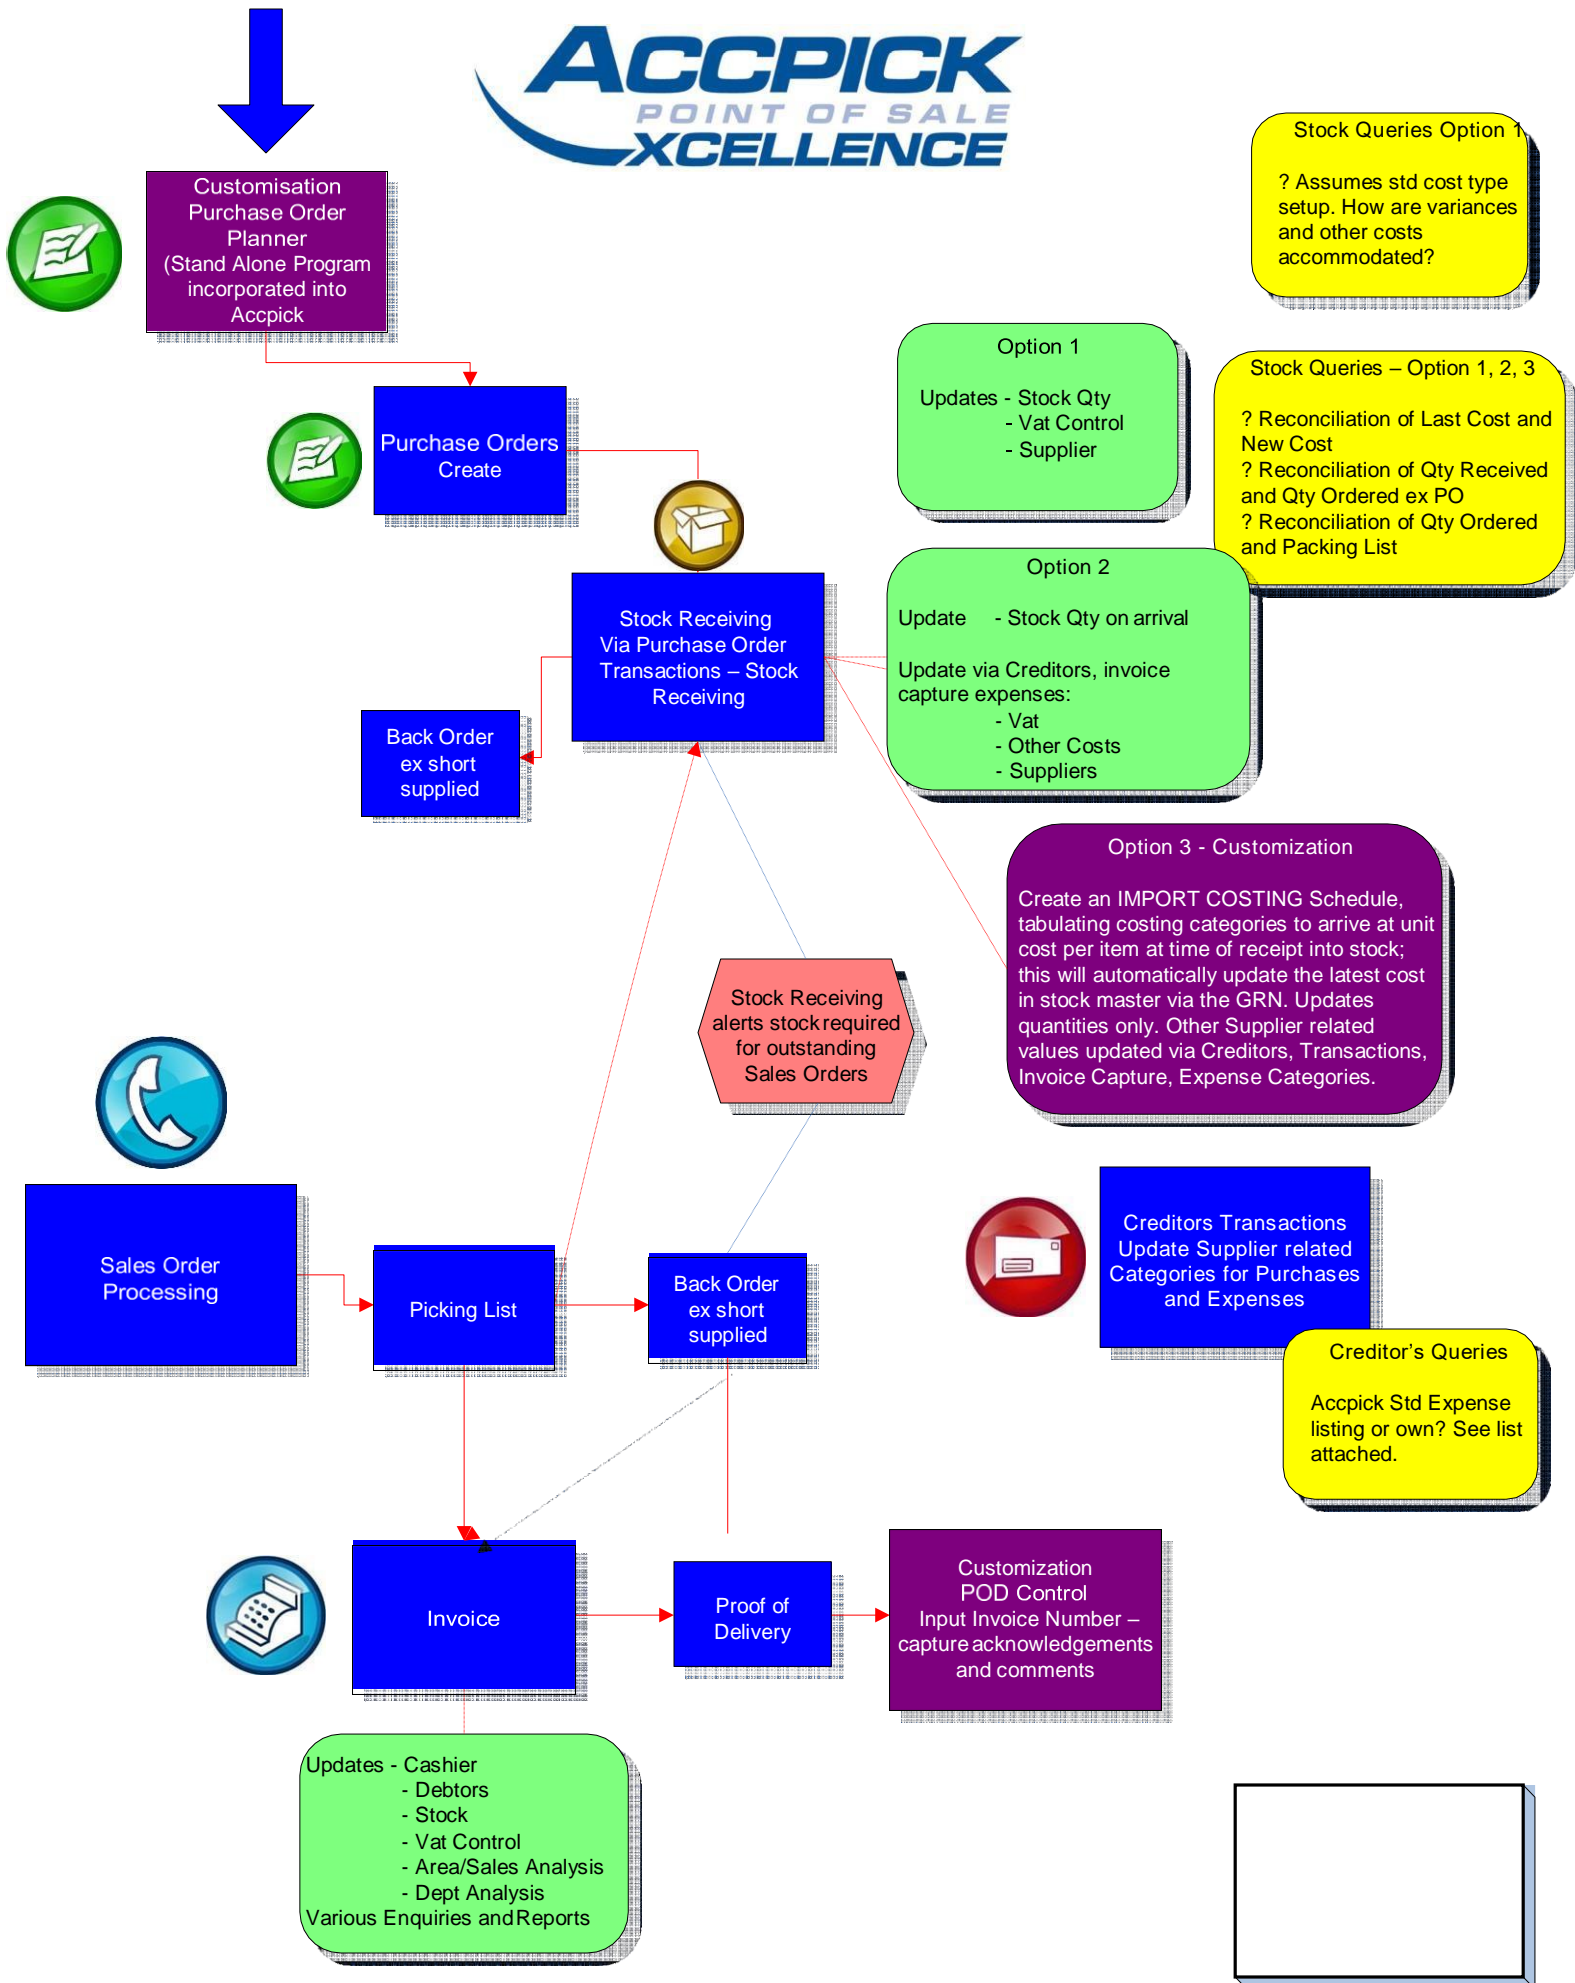 ACCPICK
POINT OF SALE
XCELLENCE
Stock Queries Option 1
? Assumes std cost type
setup. How are variances
and other costs
accommodated?
Customisation
Purchase Order
Planner
(Stand Alone Program
incorporated into
Accpick
Option 1
Updates - Stock Qty
- Vat Control
- Supplier
Stock Queries – Option 1, 2, 3
? Reconciliation of Last Cost and
New Cost
? Reconciliation of Qty Received
and Qty Ordered ex PO
? Reconciliation of Qty Ordered
and Packing List
Purchase Orders
Create
Stock Receiving
Via Purchase Order
Transactions – Stock
Receiving
Option 2
Update - Stock Qty on arrival
Update via Creditors, invoice
capture expenses:
- Vat
- Other Costs
- Suppliers
Back Order
ex short
supplied
Option 3 - Customization
Create an IMPORT COSTING Schedule,
tabulating costing categories to arrive at unit
cost per item at time of receipt into stock;
this will automatically update the latest cost
in stock master via the GRN. Updates
quantities only. Other Supplier related
values updated via Creditors, Transactions,
Invoice Capture, Expense Categories.
Stock Receiving
alerts stock required
for outstanding
Sales Orders
Sales Order
Processing
Picking List
Back Order
ex short
supplied
Creditors Transactions
Update Supplier related
Categories for Purchases
and Expenses
Creditor's Queries
Accpick Std Expense
listing or own? See list
attached.
Invoice
Proof of
Delivery
Customization
POD Control
Input Invoice Number –
capture acknowledgements
and comments
Updates - Cashier
- Debtors
- Stock
- Vat Control
- Area/Sales Analysis
- Dept Analysis
Various Enquiries and Reports